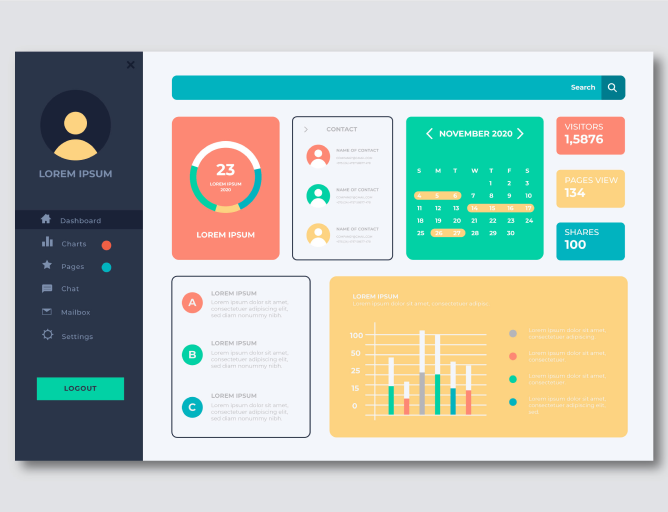 Search
LOREM IPSUM
Dashboard
Charts
Pages
Chat
Mailbox
Settings
LOGOUT
23
LOREM IPSUM
2020
LOREM IPSUM
CONTACT
NAME OF CONTACT
NAME OF CONTACT
NAME OF CONTACT
NOVEMBER 2020
S M T W T F S
1 2 3
4 5 6 7 8 9 10
11 12 13 14 15 16 17
18 19 20 21 22 23 24
25 26 27 28 29 30
VISITORS
1,5876
PAGES VIEW
134
SHARES
100
A
LOREM IPSUM
Lorem ipsum dolor sit amet,
consectetuer adipiscing elit,
sed diam nonummy nibh.
B
LOREM IPSUM
Lorem ipsum dolor sit amet,
consectetuer adipiscing elit,
sed diam nonummy nibh.
C
LOREM IPSUM
Lorem ipsum dolor sit amet,
consectetuer adipiscing elit,
sed diam nonummy nibh.
LOREM IPSUM
Lorem ipsum dolor sit amet, consectetuer adipisc
100
50
25
15
0
Lorem ipsum dolor sit amet,
consectetuer adipiscing
Lorem ipsum dolor sit amet,
consectetuer
Lorem ipsum dolor sit amet,
consectetuer adipiscing elit
Lorem ipsum dolor sit amet,
consectetuer adipiscing elit,
sed